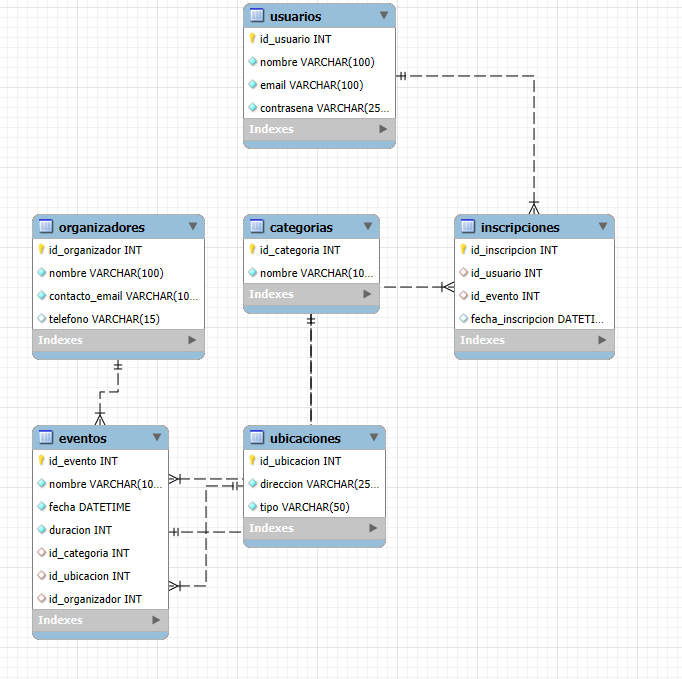 usuarios
id_usuario INT
nombre VARCHAR(100)
email VARCHAR(100)
contrasena VARCHAR(25...
Indexes
organizadores
id_organizador INT
nombre VARCHAR(100)
contacto_email VARCHAR(10...
telefono VARCHAR(15)
Indexes
categorias
id_categoria INT
nombre VARCHAR(10...
Indexes
inscripciones
id_inscripcion INT
id_usuario INT
id_evento INT
fecha_inscripcion DATETI...
Indexes
eventos
id_evento INT
nombre VARCHAR(10...
fecha DATETIME
duracion INT
id_categoria INT
id_ubicacion INT
id_organizador INT
Indexes
ubicaciones
id_ubicacion INT
direccion VARCHAR(25...
tipo VARCHAR(50)
Indexes